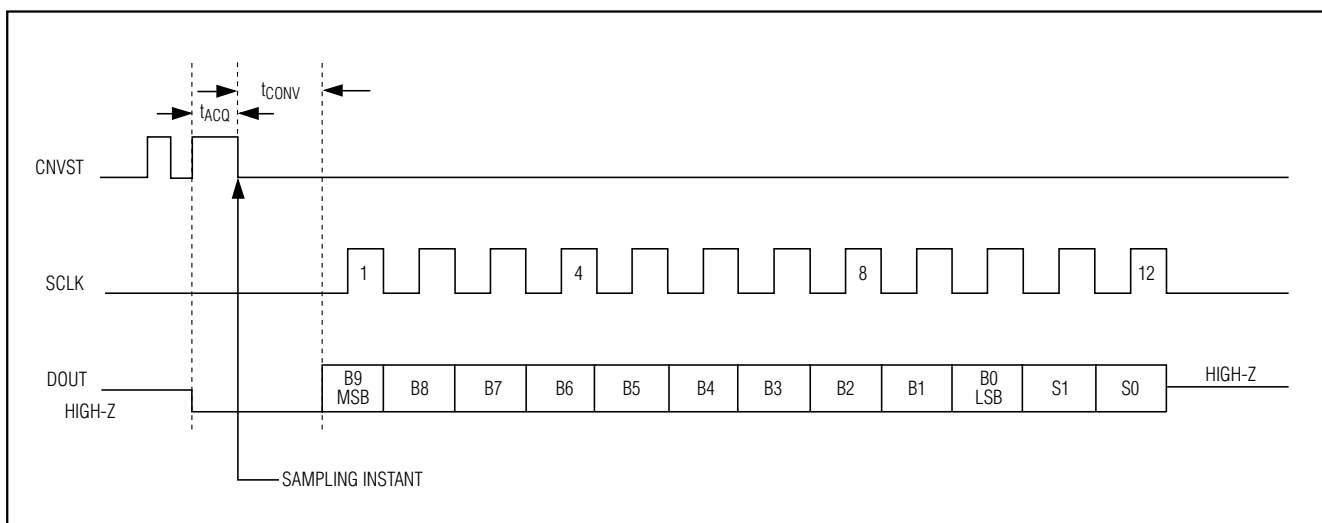 tCONV
tACQ
CNVST
1
4
8
12
SCLK
DOUT
HIGH-Z
B9
MSB
B8
B7
B6
B5
B4
B3
B2
B1
B0
LSB
S1
S0
HIGH-Z
SAMPLING INSTANT